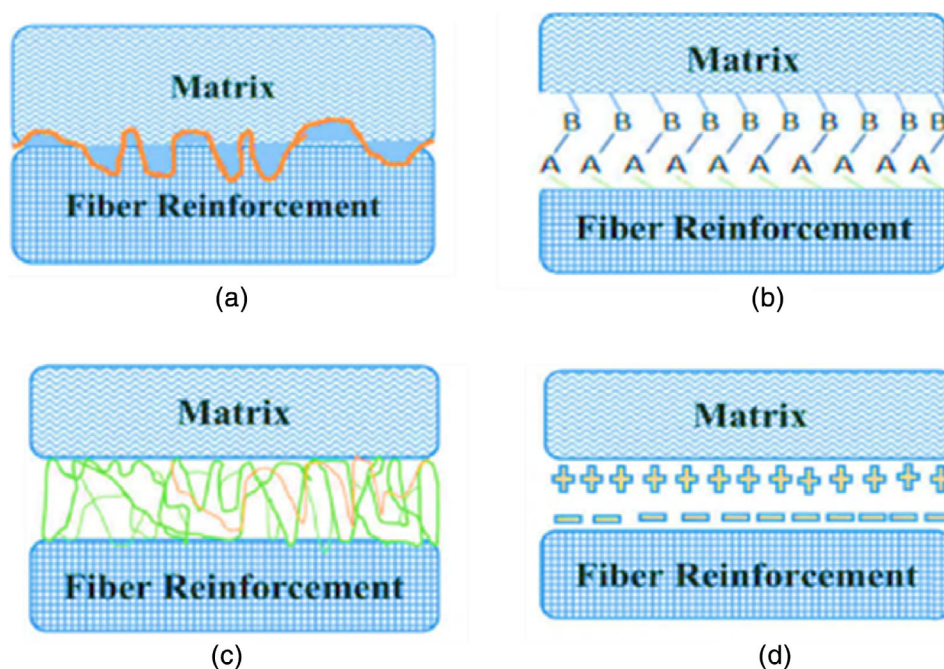 Matrix
Fiber Reinforcement
(a)
Matrix
B B B B B B B B B B
A A A A A A A A A A
Fiber Reinforcement
(b)
Matrix
Fiber Reinforcement
(c)
Matrix
+ + + + + + + + + + + + +
− − − − − − − − − − −
Fiber Reinforcement
(d)